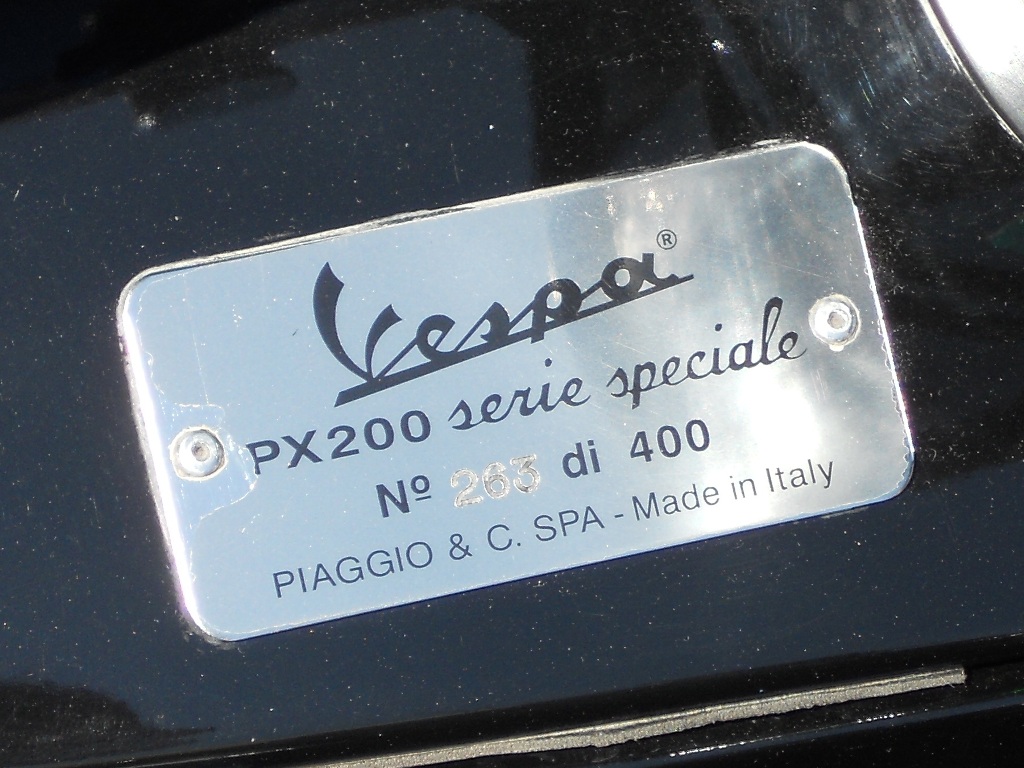 Vespa®
PX200 serie speciale
Nº 263 di 400
PIAGGIO & C. SPA - Made in Italy